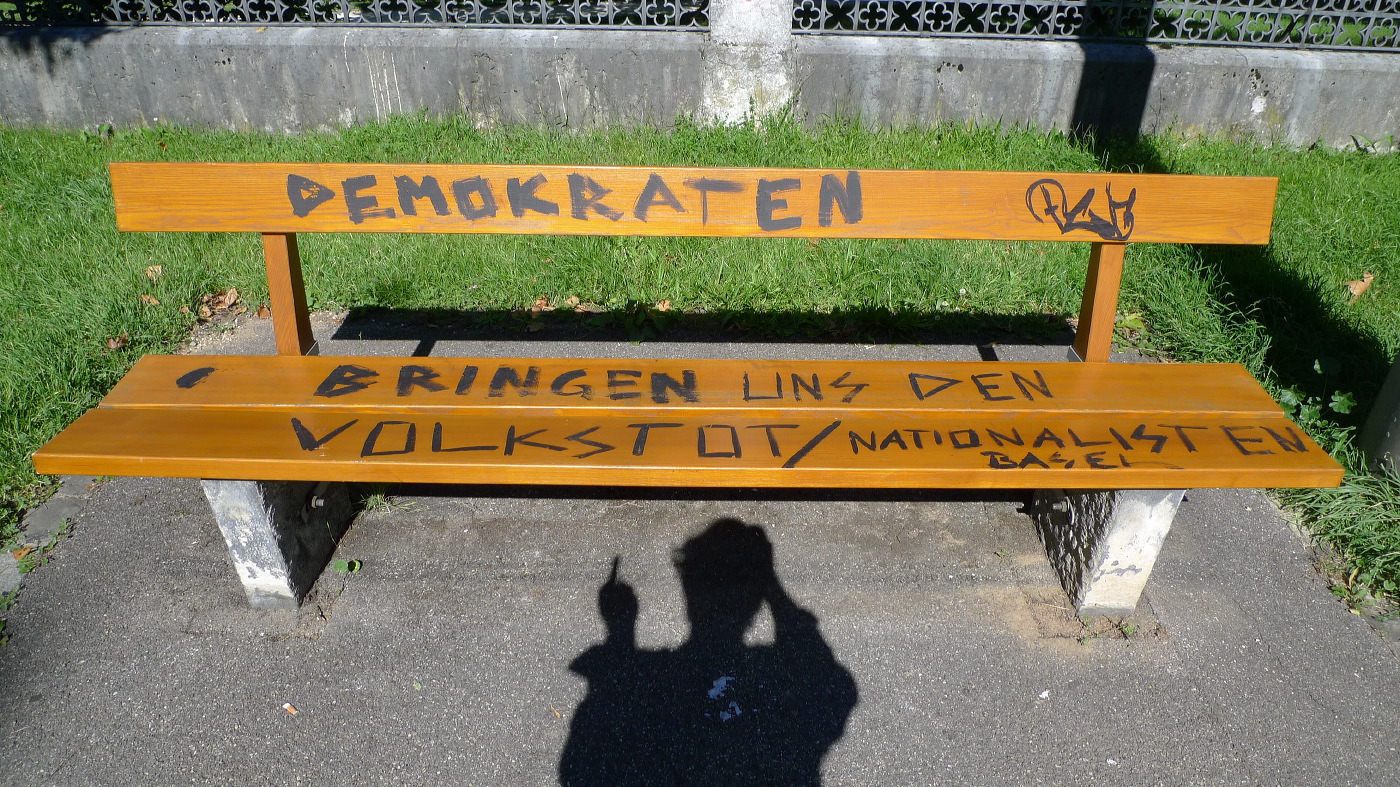 DEMOKRATEN
BRINGEN UNS DEN
VOLKSTOT/NATIONALISTEN
BASEL